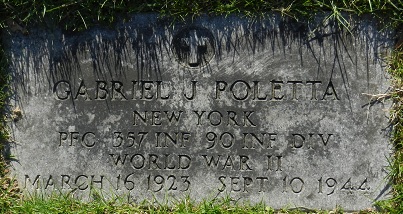 GABRIEL J POLETTA
NEW YORK
PFC 357 INF 90 INF DIV
WORLD WAR II
MARCH 16 1923 SEPT 10 1944